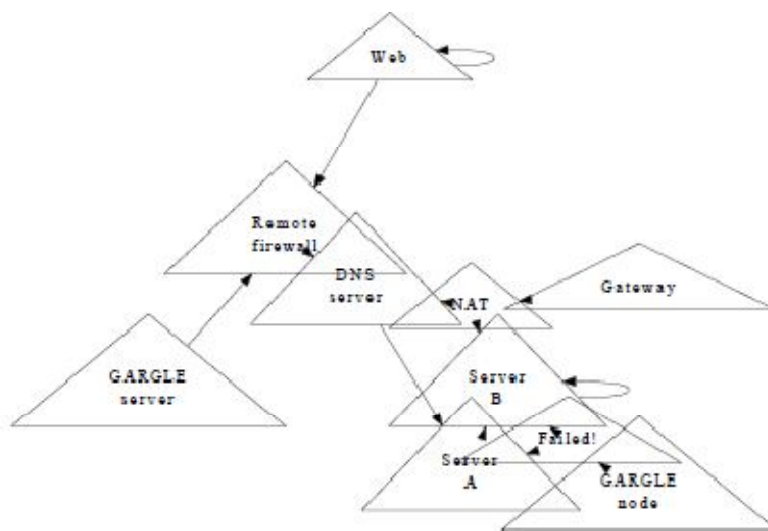 Web
Remote
firewall
DNS
server
NAT
Gateway
GARGLE
server
Server
B
Failed!
Server
A
GARGLE
node